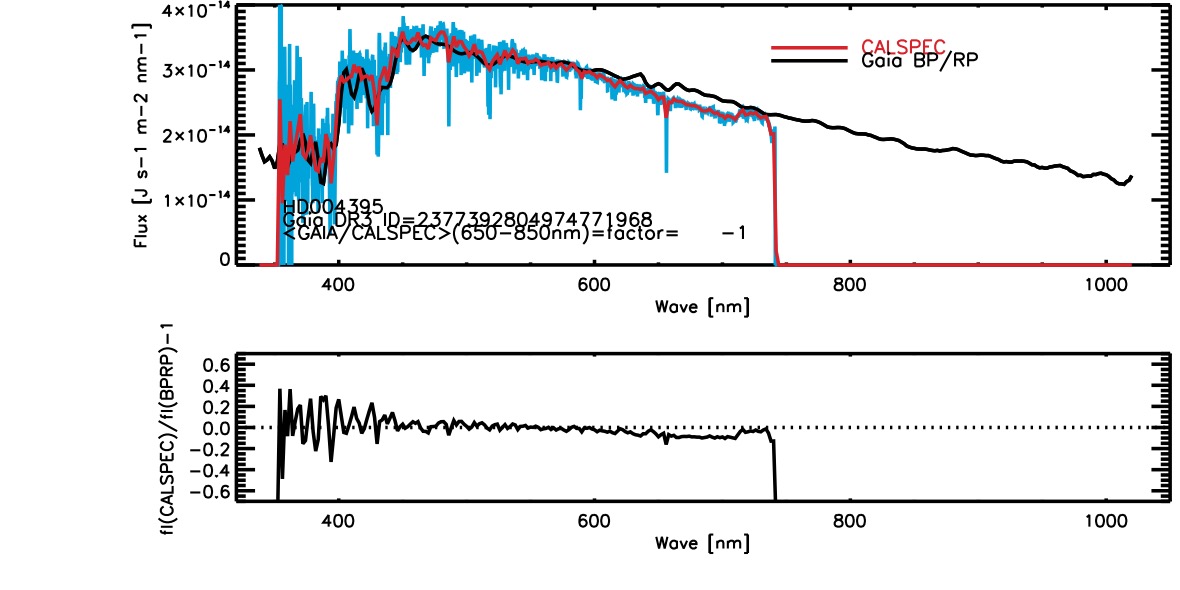 4×10−14
3×10−14
2×10−14
1×10−14
0
Flux [J s−1 m−2 nm−1]
CALSPEC
Gaia BP/RP
HD004395
Gaia DR3 ID=2377392804974771968
<GAIA/CALSPEC>(650−850nm)=factor= −1
400 600 800 1000
Wave [nm]
fl(CALSPEC)/fl(BPRP)−1
0.6
0.4
0.2
0.0
−0.2
−0.4
−0.6
400 600 800 1000
Wave [nm]